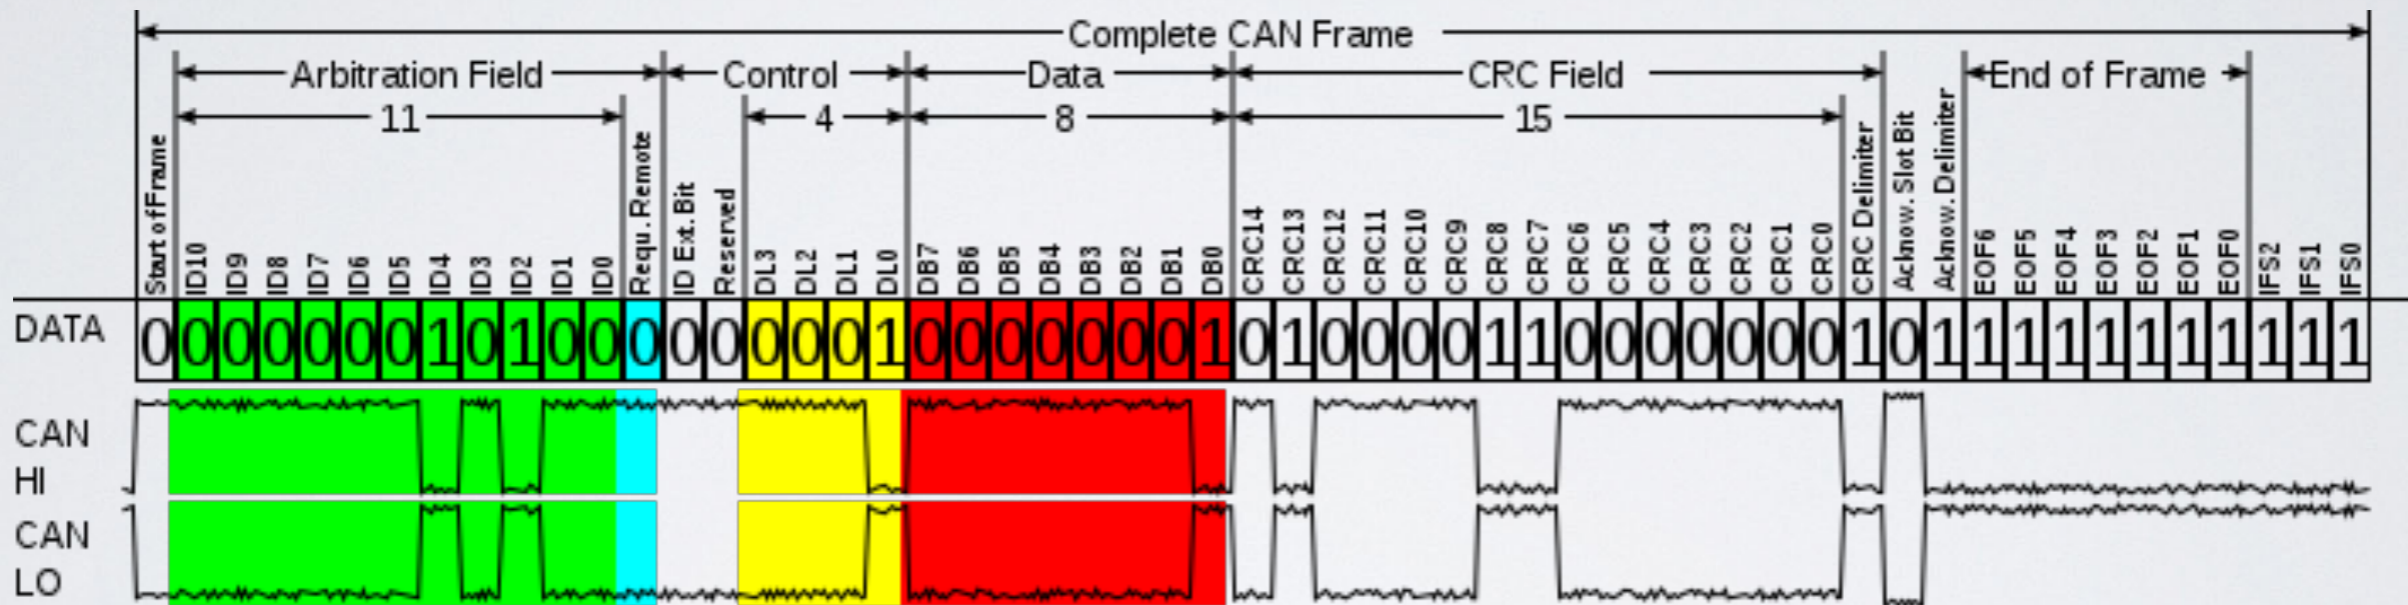 Complete CAN Frame
Arbitration Field Control Data CRC Field End of Frame
11 4 8 15
Start of Frame ID10 ID9 ID8 ID7 ID6 ID5 ID4 ID3 ID2 ID1 ID0 Requ. Remote ID Ext. Bit Reserved DL3 DL2 DL1 DL0 DB7 DB6 DB5 DB4 DB3 DB2 DB1 DB0 CRC14 CRC13 CRC12 CRC11 CRC10 CRC9 CRC8 CRC7 CRC6 CRC5 CRC4 CRC3 CRC2 CRC1 CRC0 CRC Delimiter Acknow. Slot Bit Acknow. Delimiter EOF6 EOF5 EOF4 EOF3 EOF2 EOF1 EOF0 IFS2 IFS1 IFS0
DATA 0 0 0 0 0 0 0 1 0 1 0 0 0 0 0 0 0 0 1 0 0 0 0 0 0 0 1 0 1 0 0 0 0 1 1 0 0 0 0 0 0 0 1 0 1 1 1 1 1 1 1 1 1 1 1
CAN
HI
CAN
LO